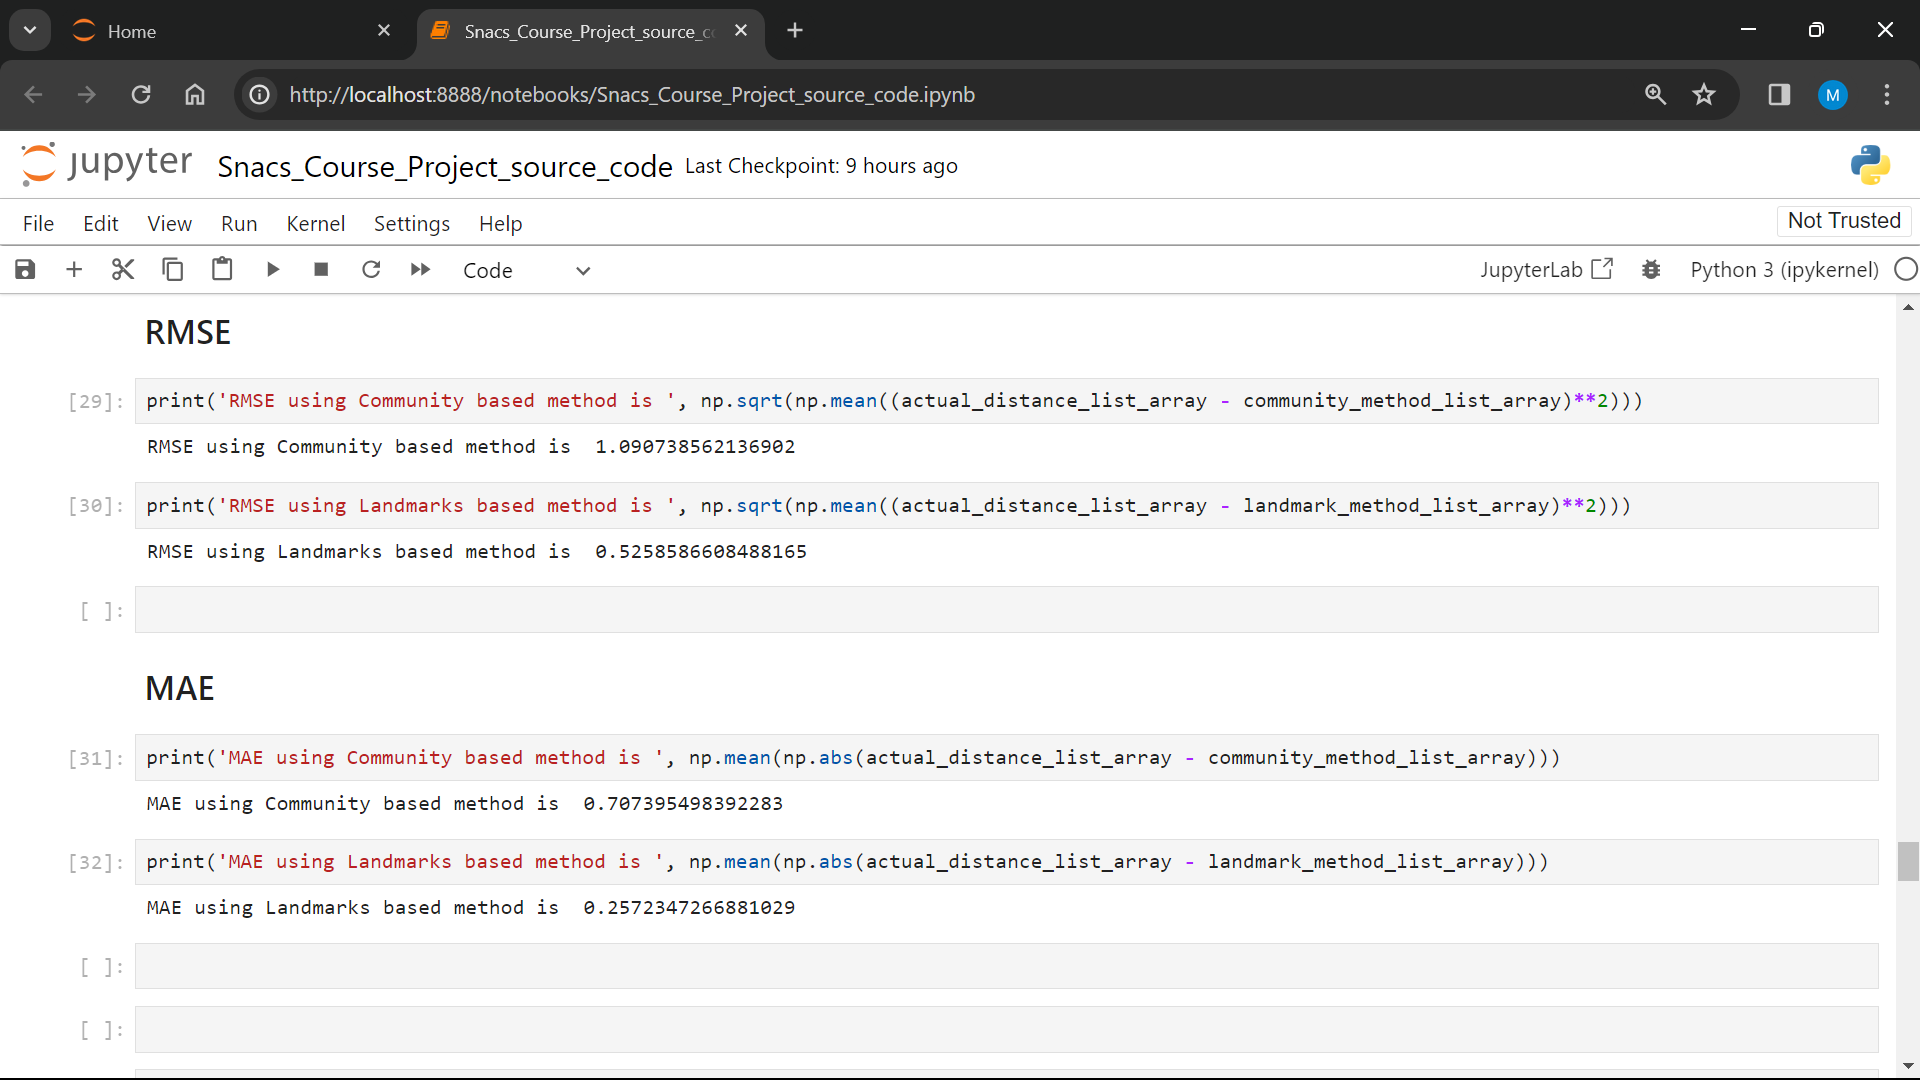 Home
Snacs_Course_Project_source_c
http://localhost:8888/notebooks/Snacs_Course_Project_source_code.ipynb
M
jupyter Snacs_Course_Project_source_code Last Checkpoint: 9 hours ago
File Edit View Run Kernel Settings Help Not Trusted
Code JupyterLab Python 3 (ipykernel)
RMSE
[29]: print('RMSE using Community based method is ', np.sqrt(np.mean((actual_distance_list_array - community_method_list_array)**2)))
RMSE using Community based method is  1.090738562136902
[30]: print('RMSE using Landmarks based method is ', np.sqrt(np.mean((actual_distance_list_array - landmark_method_list_array)**2)))
RMSE using Landmarks based method is  0.5258586608488165
[ ]:
MAE
[31]: print('MAE using Community based method is ', np.mean(np.abs(actual_distance_list_array - community_method_list_array)))
MAE using Community based method is  0.707395498392283
[32]: print('MAE using Landmarks based method is ', np.mean(np.abs(actual_distance_list_array - landmark_method_list_array)))
MAE using Landmarks based method is  0.2572347266881029
[ ]:
[ ]: